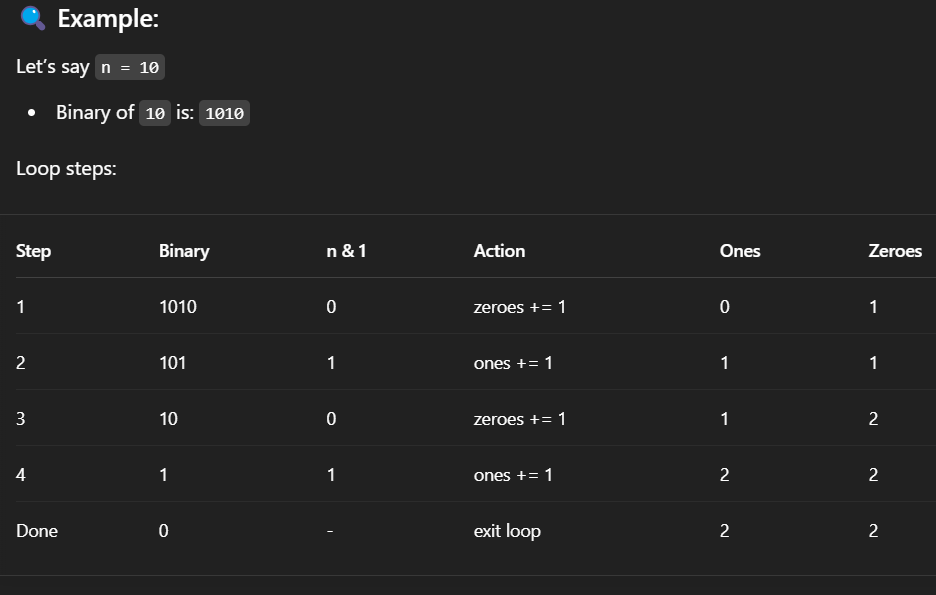 🔍 Example:
Let’s say n = 10
• Binary of 10 is: 1010
Loop steps:
Step Binary n & 1 Action Ones Zeroes
1 1010 0 zeroes += 1 0 1
2 101 1 ones += 1 1 1
3 10 0 zeroes += 1 1 2
4 1 1 ones += 1 2 2
Done 0 - exit loop 2 2